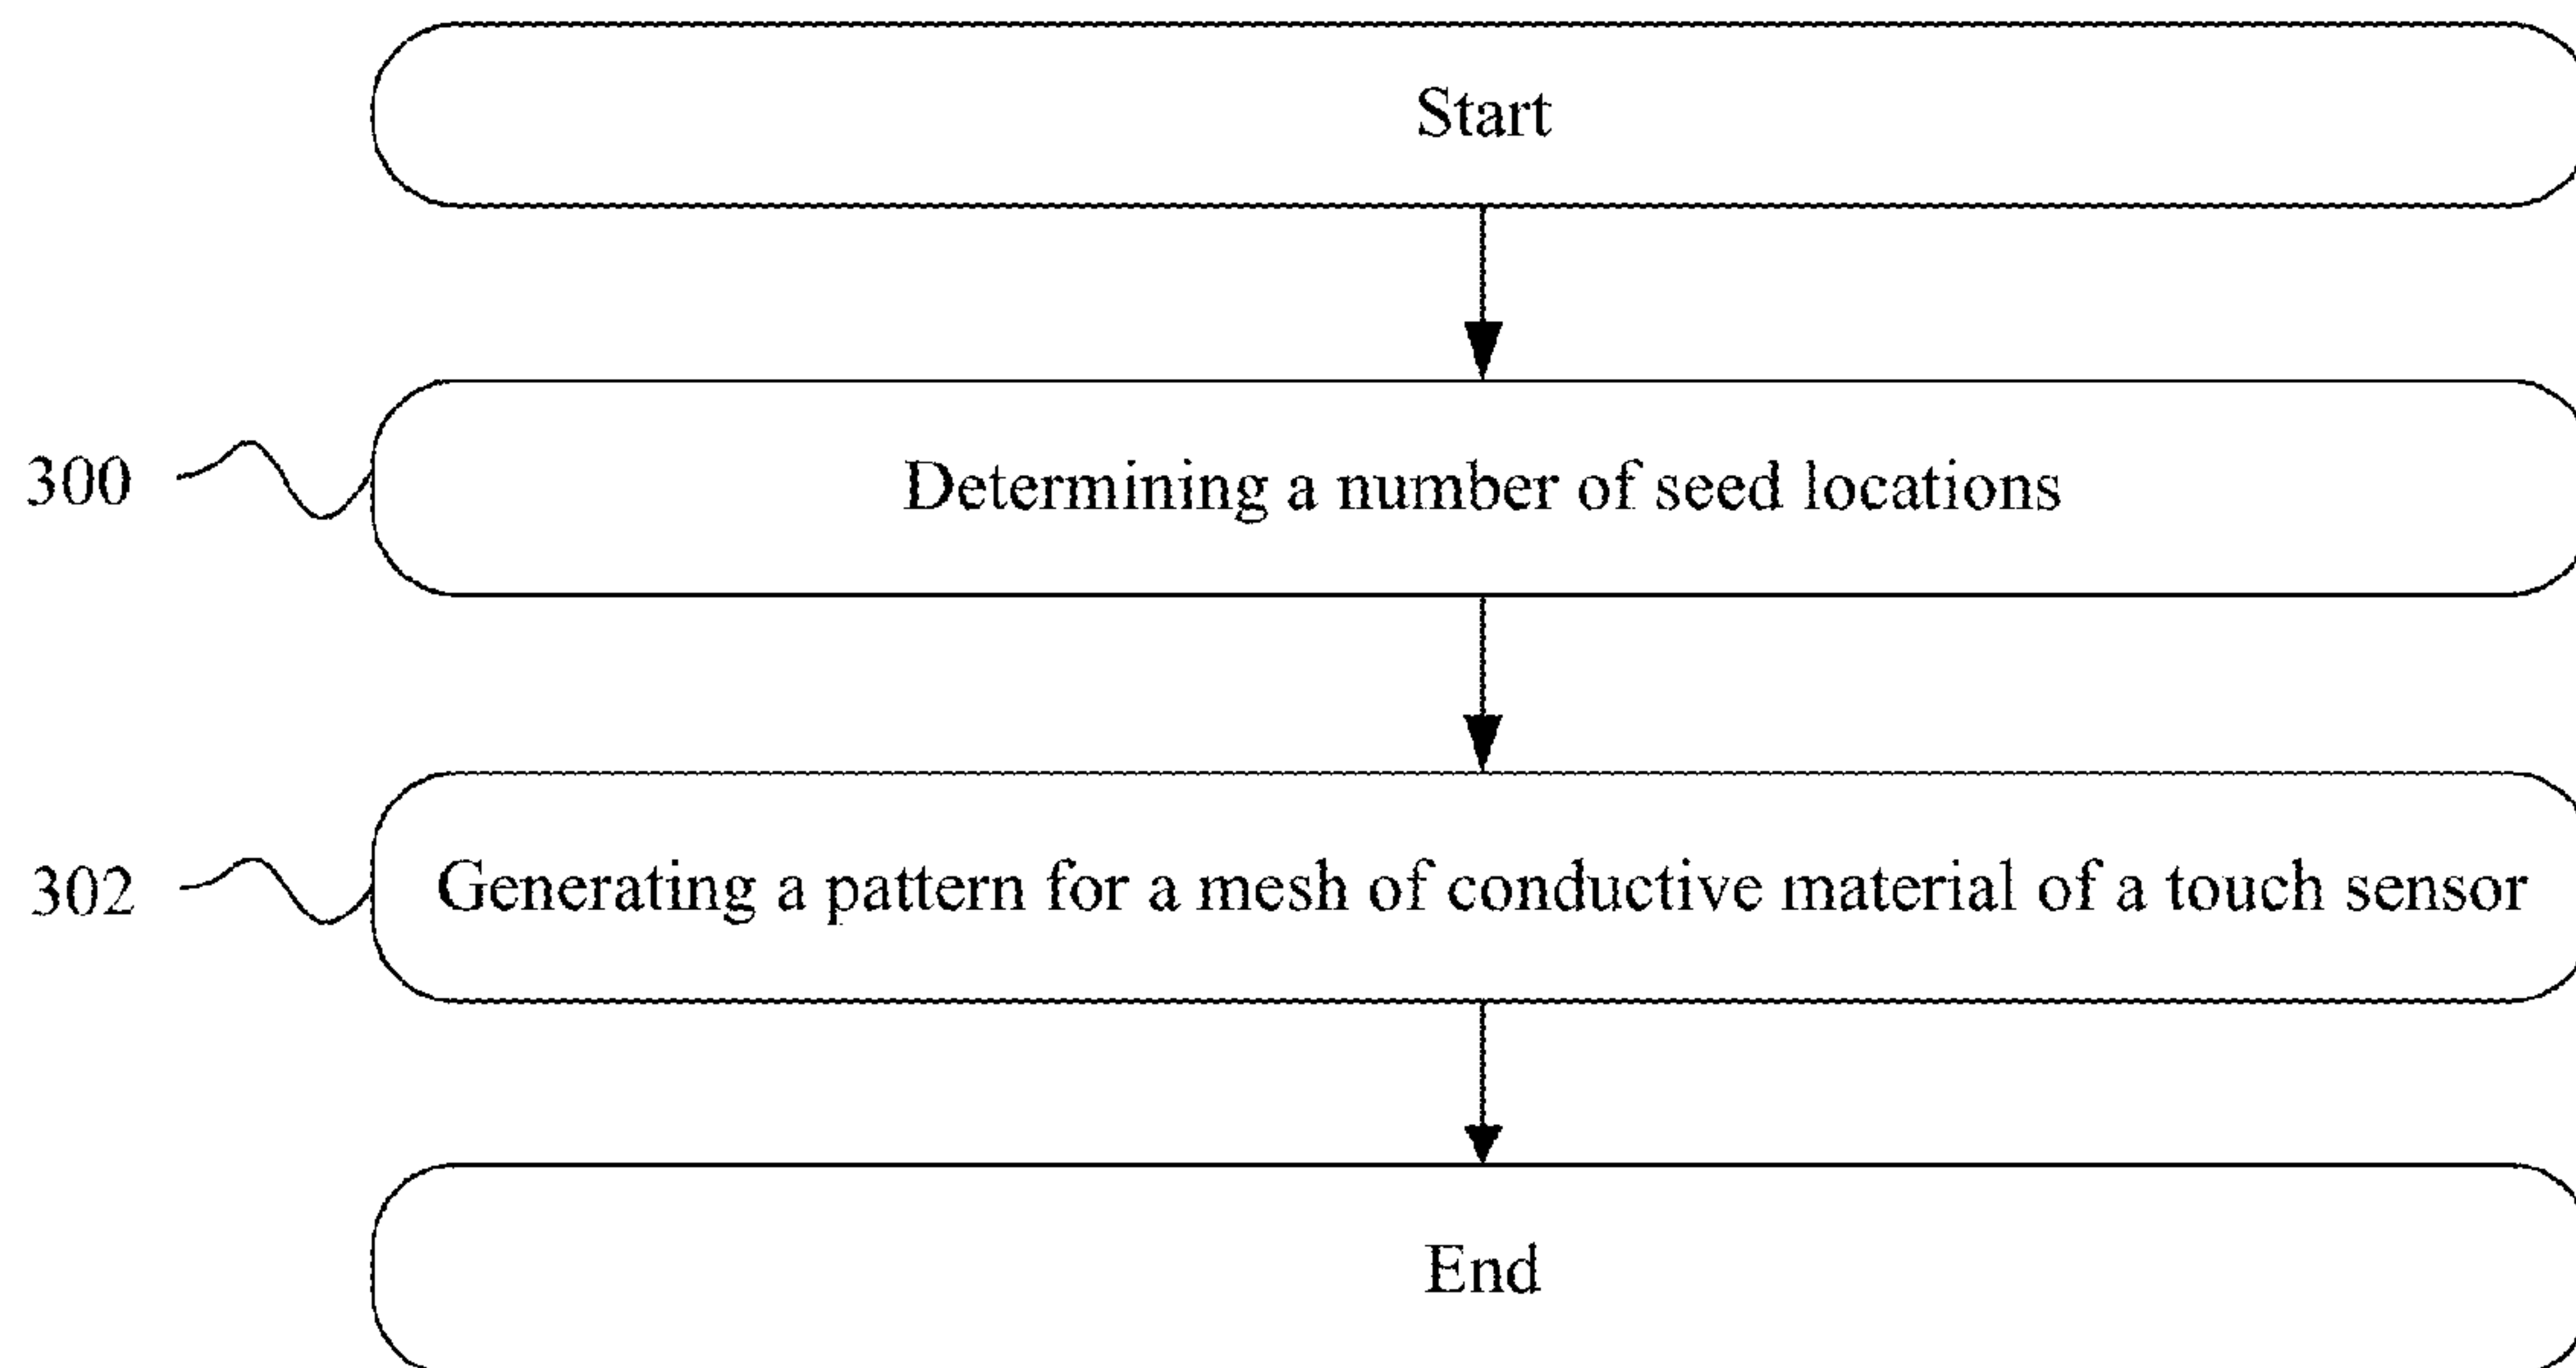 Start
300
Determining a number of seed locations
302
Generating a pattern for a mesh of conductive material of a touch sensor
End